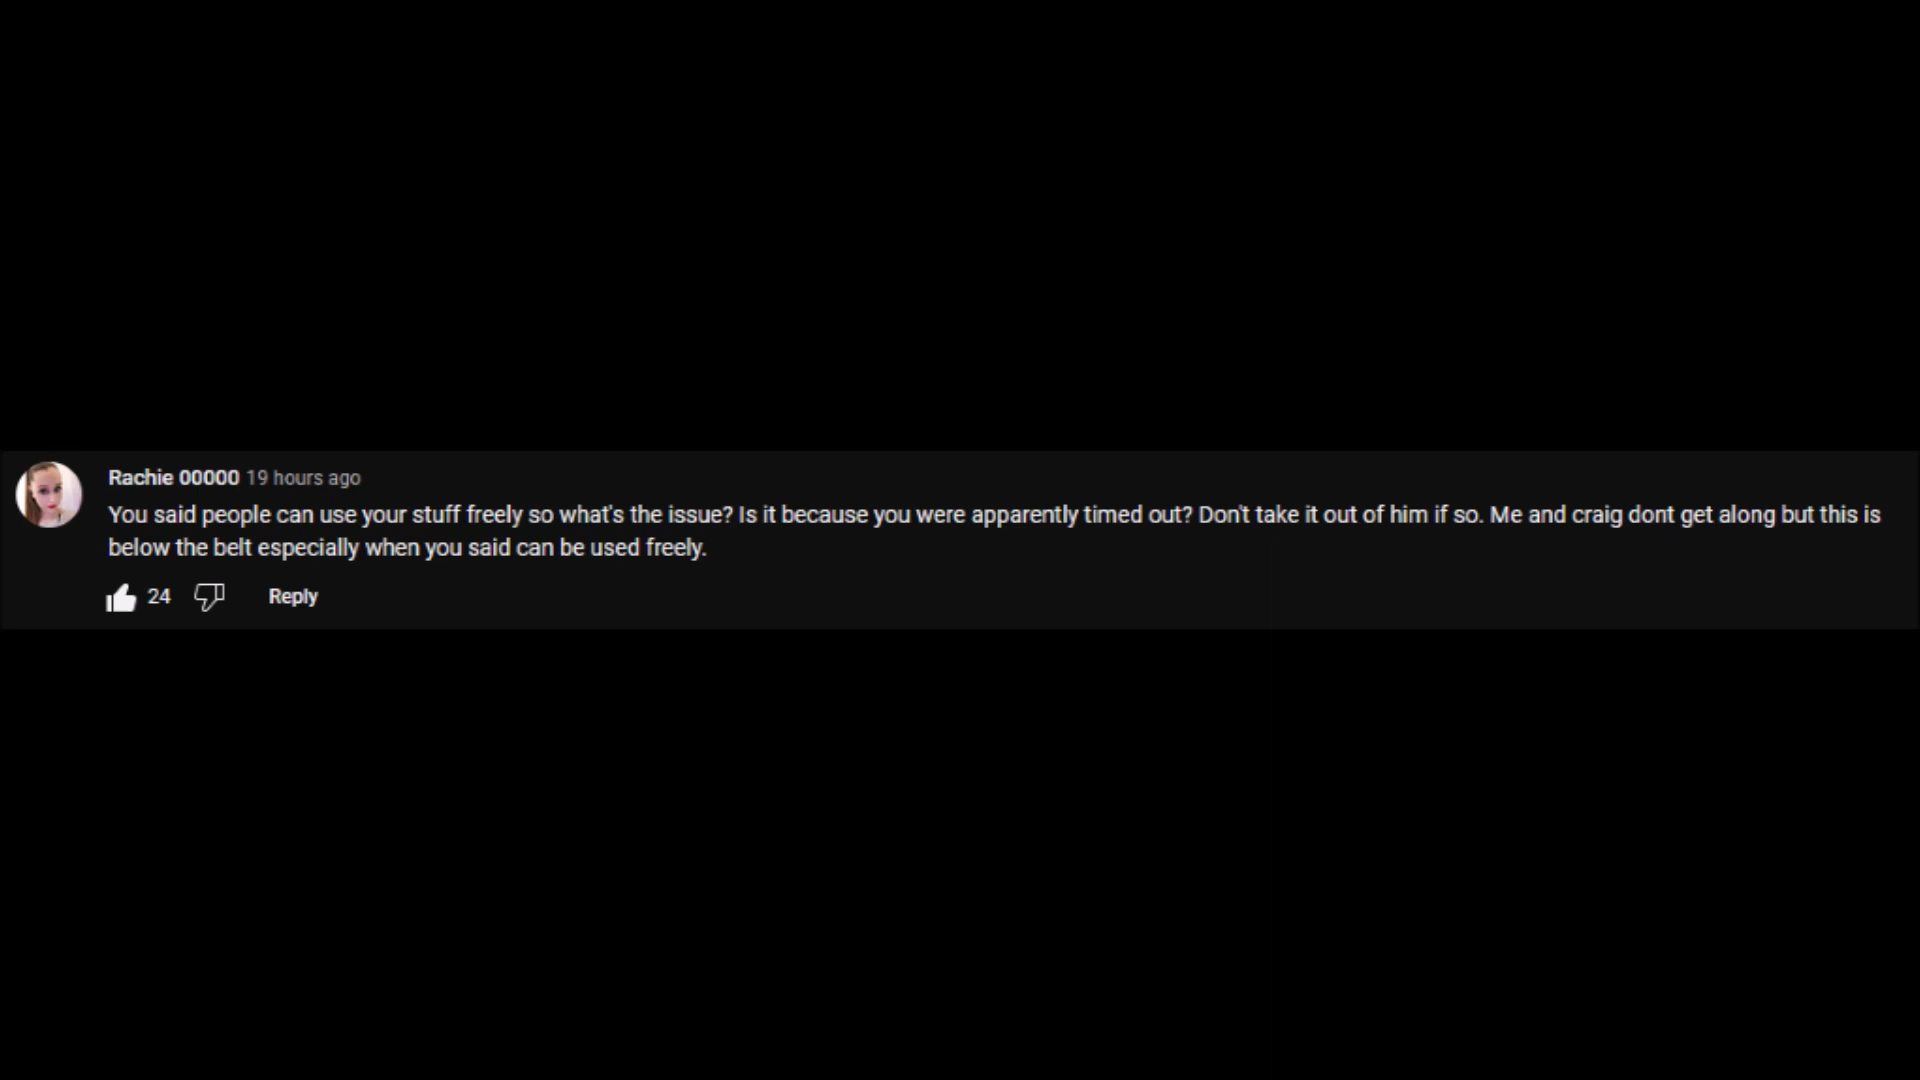 Rachie 00000 19 hours ago
You said people can use your stuff freely so what's the issue? Is it because you were apparently timed out? Don't take it out of him if so. Me and craig dont get along but this is
below the belt especially when you said can be used freely.
24 Reply